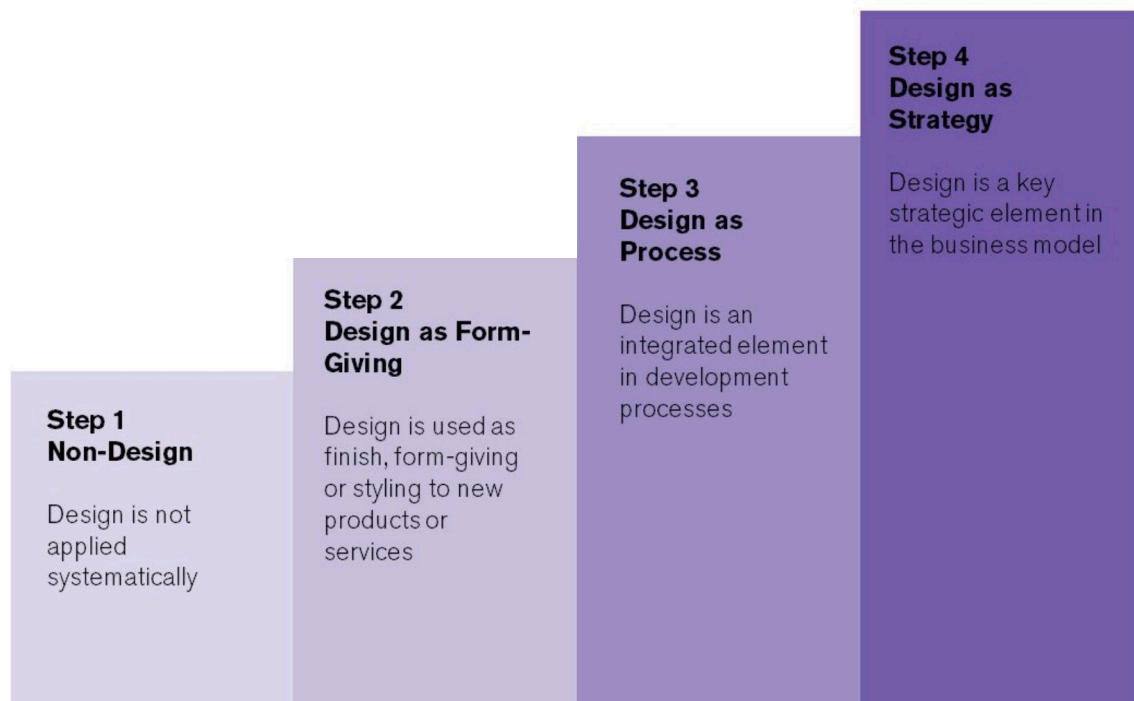 Step 1
Non-Design
Design is not
applied
systematically
Step 2
Design as Form-
Giving
Design is used as
finish, form-giving
or styling to new
products or
services
Step 3
Design as
Process
Design is an
integrated element
in development
processes
Step 4
Design as
Strategy
Design is a key
strategic element in
the business model